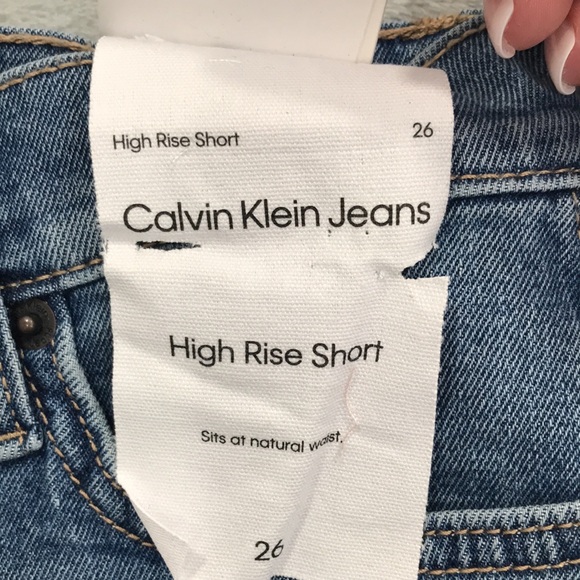 High Rise Short 26
Calvin Klein Jeans
High Rise Short
Sits at natural waist.
26